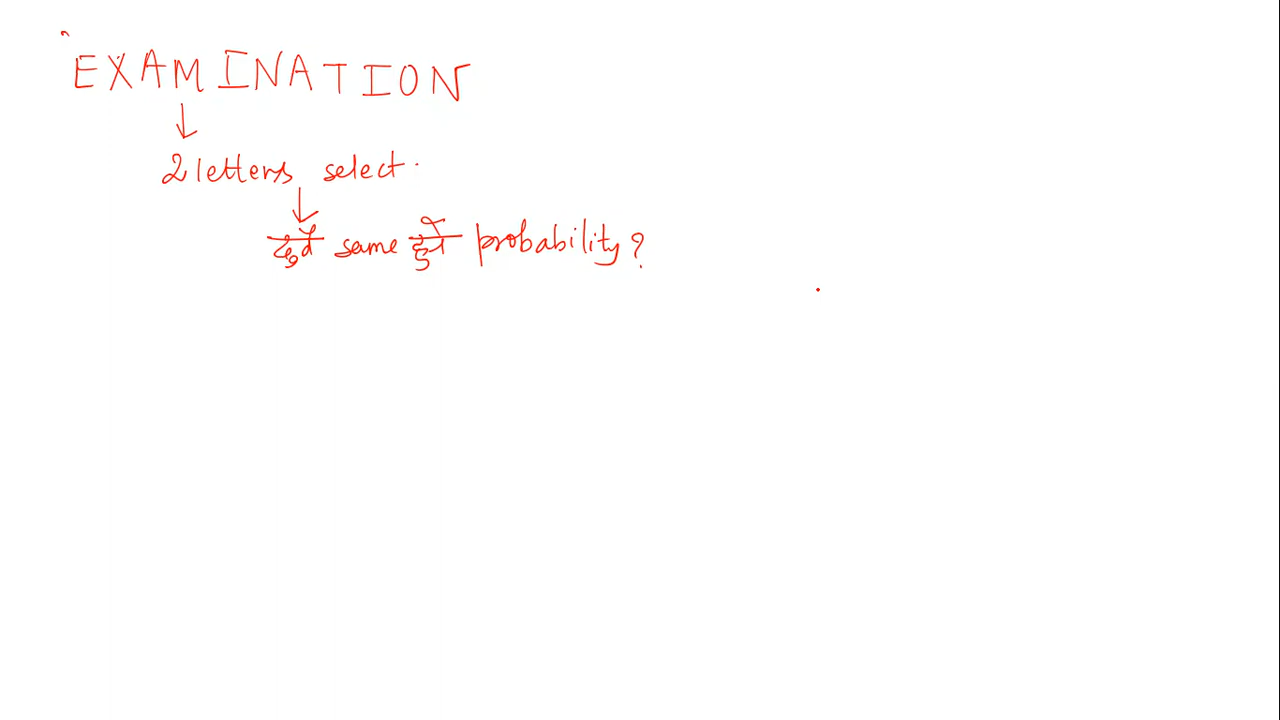 EXAMINATION
↓
2 letters select.
↓
दुवै same हुने probability?